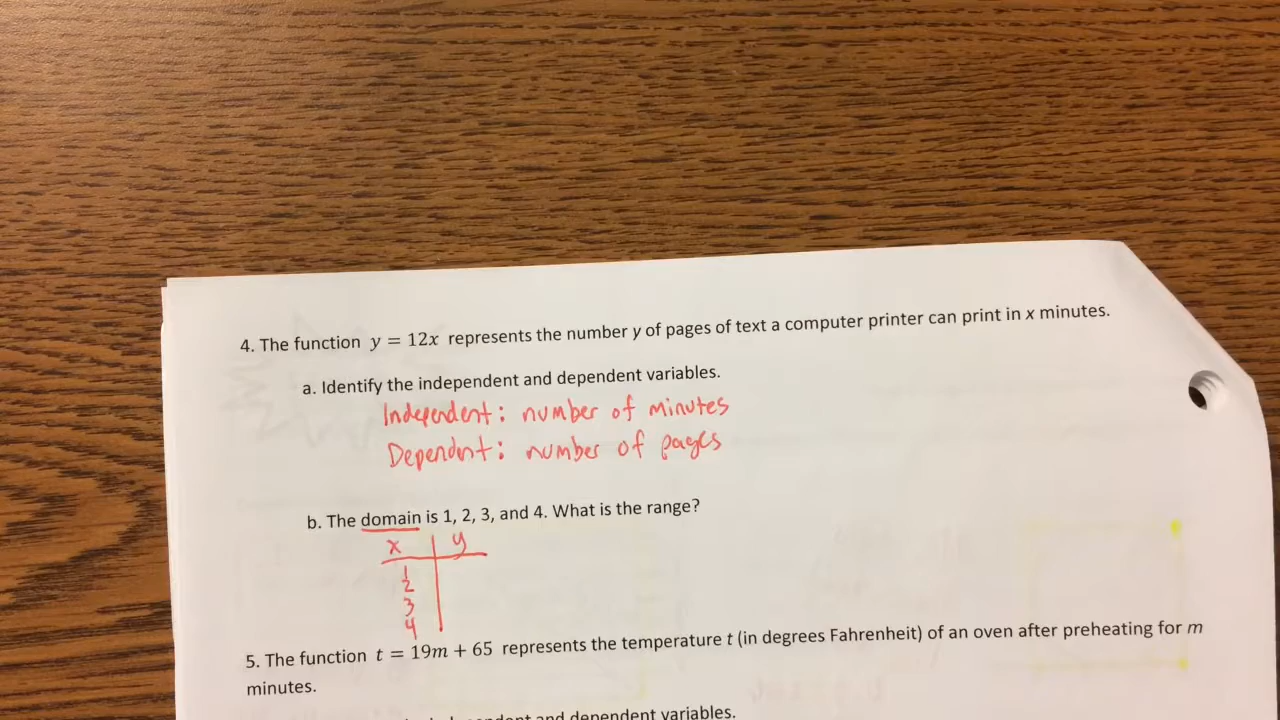 4. The function y = 12x represents the number y of pages of text a computer printer can print in x minutes.
a. Identify the independent and dependent variables.
Independent: number of minutes
Dependent: number of pages
b. The domain is 1, 2, 3, and 4. What is the range?
x y
1
2
3
4
5. The function t = 19m + 65 represents the temperature t (in degrees Fahrenheit) of an oven after preheating for m
minutes.
and dependent variables.